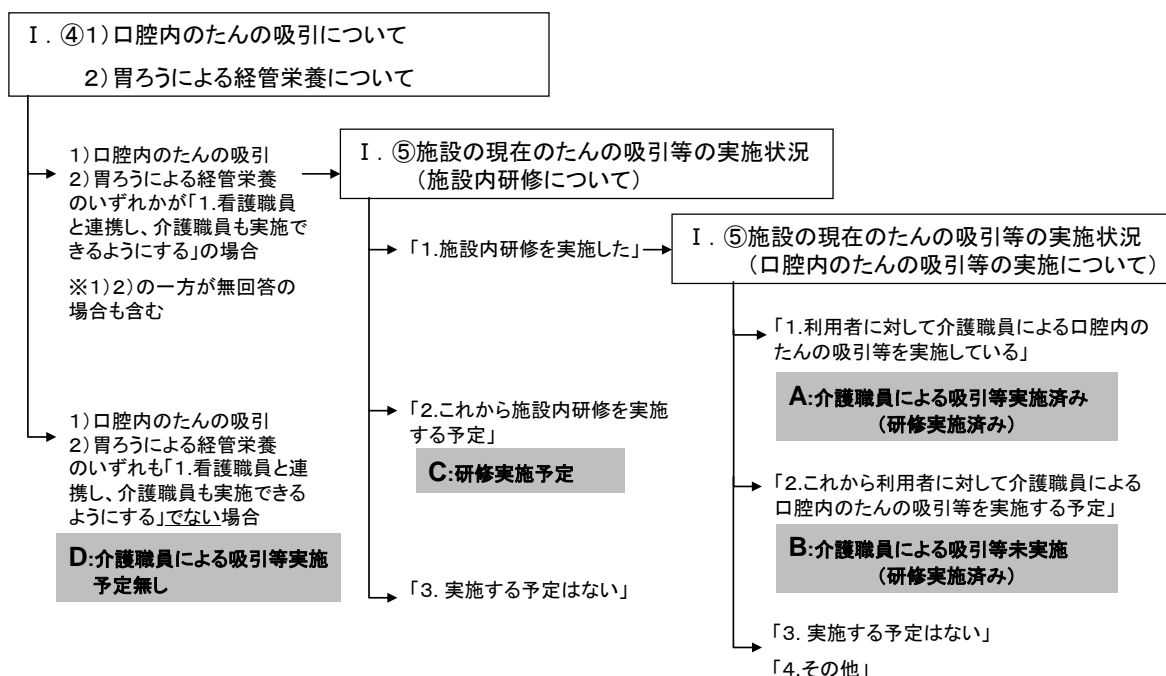 Ⅰ．④1）口腔内のたんの吸引について
2）胃ろうによる経管栄養について
1）口腔内のたんの吸引
2）胃ろうによる経管栄養
のいずれかが「1.看護職員
と連携し、介護職員も実施で
きるようにする」の場合
※1）2）の一方が無回答の
場合も含む
Ⅰ．⑤施設の現在のたんの吸引等の実施状況
（施設内研修について）
「1.施設内研修を実施した」
Ⅰ．⑤施設の現在のたんの吸引等の実施状況
（口腔内のたんの吸引等の実施について）
「1.利用者に対して介護職員による口腔内の
たんの吸引等を実施している」
A:介護職員による吸引等実施済み
（研修実施済み）
1）口腔内のたんの吸引
2）胃ろうによる経管栄養
のいずれも「1.看護職員と連
携し、介護職員も実施できる
ようにする」でない場合
D:介護職員による吸引等実施
予定無し
「2.これから施設内研修を実施
する予定」
C:研修実施予定
「2.これから利用者に対して介護職員による
口腔内のたんの吸引等を実施する予定」
B:介護職員による吸引等未実施
（研修実施済み）
「3. 実施する予定はない」
「3. 実施する予定はない」
「4.その他」